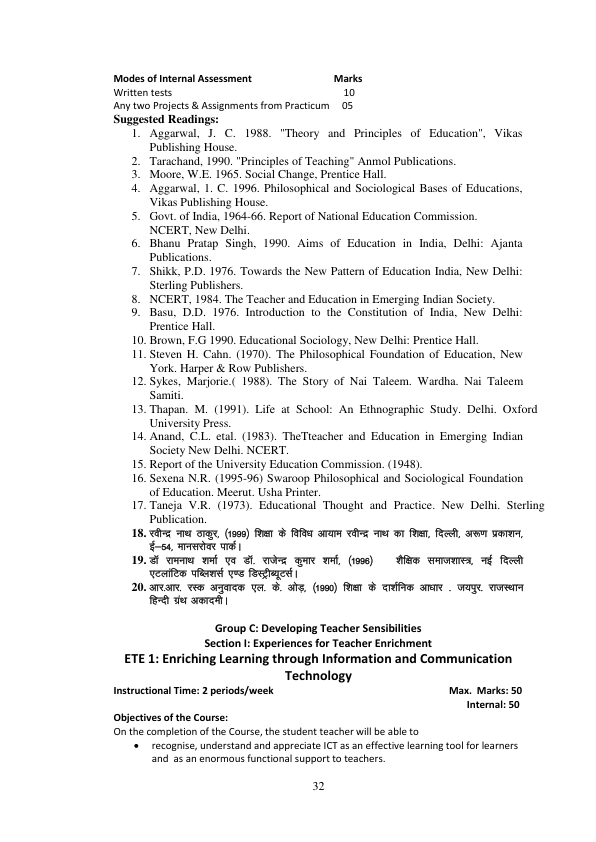 Modes of Internal Assessment Marks
Written tests 10
Any two Projects & Assignments from Practicum 05
Suggested Readings:
1. Aggarwal, J. C. 1988. "Theory and Principles of Education", Vikas
Publishing House.
2. Tarachand, 1990. "Principles of Teaching" Anmol Publications.
3. Moore, W.E. 1965. Social Change, Prentice Hall.
4. Aggarwal, 1. C. 1996. Philosophical and Sociological Bases of Educations,
Vikas Publishing House.
5. Govt. of India, 1964-66. Report of National Education Commission.
NCERT, New Delhi.
6. Bhanu Pratap Singh, 1990. Aims of Education in India, Delhi: Ajanta
Publications.
7. Shikk, P.D. 1976. Towards the New Pattern of Education India, New Delhi:
Sterling Publishers.
8. NCERT, 1984. The Teacher and Education in Emerging Indian Society.
9. Basu, D.D. 1976. Introduction to the Constitution of India, New Delhi:
Prentice Hall.
10. Brown, F.G 1990. Educational Sociology, New Delhi: Prentice Hall.
11. Steven H. Cahn. (1970). The Philosophical Foundation of Education, New
York. Harper & Row Publishers.
12. Sykes, Marjorie.( 1988). The Story of Nai Taleem. Wardha. Nai Taleem
Samiti.
13. Thapan. M. (1991). Life at School: An Ethnographic Study. Delhi. Oxford
University Press.
14. Anand, C.L. etal. (1983). TheTteacher and Education in Emerging Indian
Society New Delhi. NCERT.
15. Report of the University Education Commission. (1948).
16. Sexena N.R. (1995-96) Swaroop Philosophical and Sociological Foundation
of Education. Meerut. Usha Printer.
17. Taneja V.R. (1973). Educational Thought and Practice. New Delhi. Sterling
Publication.
18. रवीन्द्र नाथ ठाकुर, (1999) शिक्षा के विविध आयाम रवीन्द्र नाथ का शिक्षा, दिल्ली, अरूण प्रकाशन,
ई–54, मानसरोवर पार्क।
19. डॉ रामनाथ शर्मा एव डॉ. राजेन्द्र कुमार शर्मा, (1996) शैक्षिक समाजशास्त्र, नई दिल्ली
एटलांटिक पब्लिशर्स एण्ड डिस्ट्रीब्यूटर्स।
20. आर.आर. रस्क अनुवादक एल. के. ओड़, (1990) शिक्षा के दार्शनिक आधार . जयपुर. राजस्थान
हिन्दी ग्रंथ अकादमी।
Group C: Developing Teacher Sensibilities
Section I: Experiences for Teacher Enrichment
ETE 1: Enriching Learning through Information and Communication
Technology
Instructional Time: 2 periods/week Max. Marks: 50
Internal: 50
Objectives of the Course:
On the completion of the Course, the student teacher will be able to
• recognise, understand and appreciate ICT as an effective learning tool for learners
and as an enormous functional support to teachers.
32